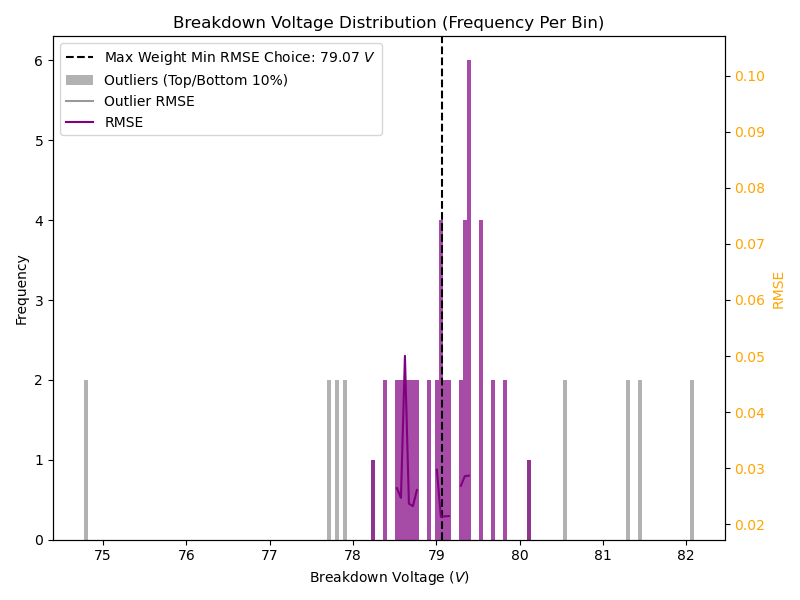 Breakdown Voltage Distribution (Frequency Per Bin)
Max Weight Min RMSE Choice: 79.07 V
Outliers (Top/Bottom 10%)
Outlier RMSE
RMSE
Frequency
6
5
4
3
2
1
0
0.10
0.09
0.08
0.07
0.06
0.05
0.04
0.03
0.02
RMSE
75 76 77 78 79 80 81 82
Breakdown Voltage (V)